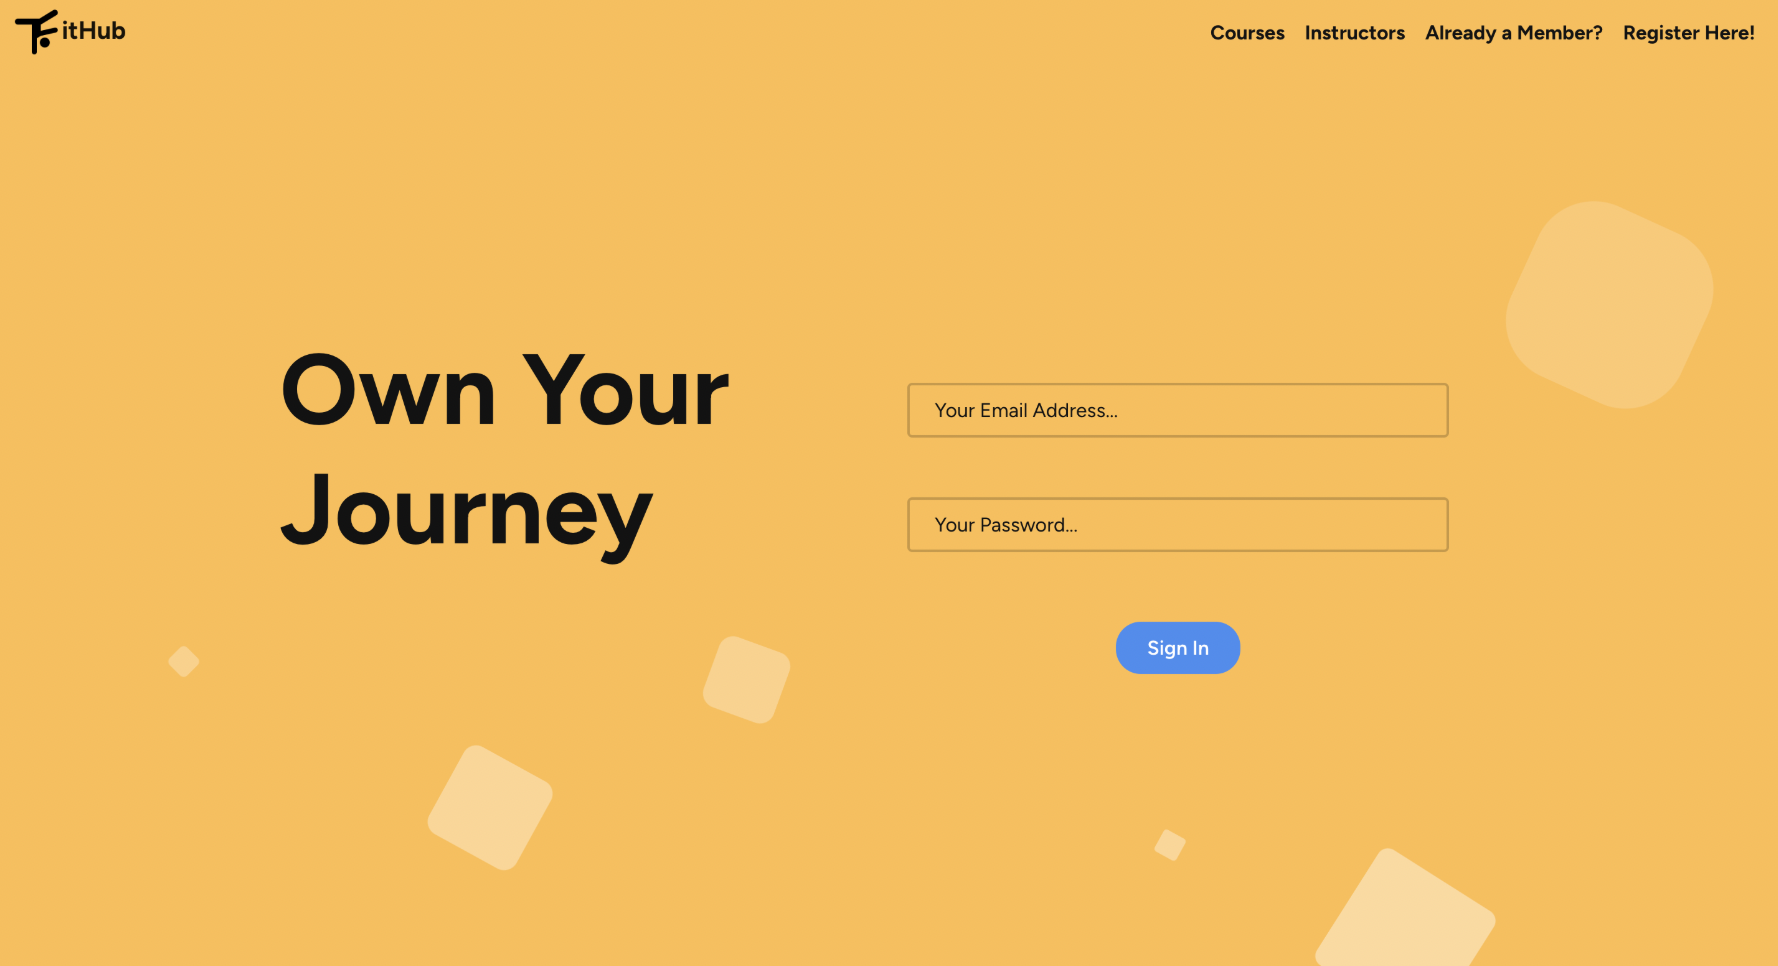 FitHub
Courses Instructors Already a Member? Register Here!
Own Your
Journey
Your Email Address...
Your Password...
Sign In